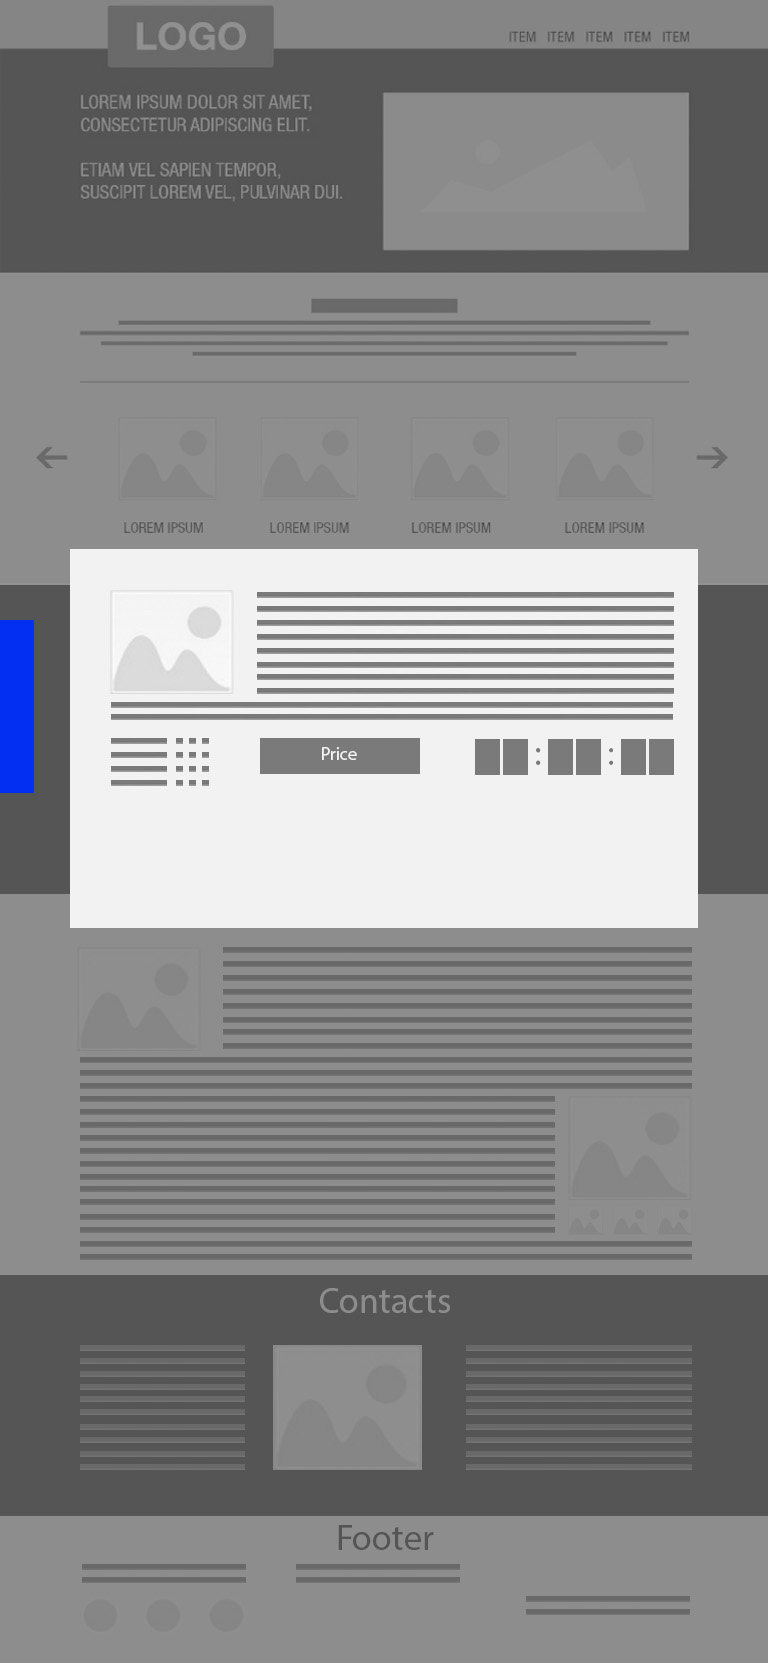 LOGO
ITEM ITEM ITEM ITEM ITEM
LOREM IPSUM DOLOR SIT AMET,
CONSECTETUR ADIPISCING ELIT.
ETIAM VEL SAPIEN TEMPOR,
SUSCIPIT LOREM VEL, PULVINAR DUI.
LOREM IPSUM LOREM IPSUM LOREM IPSUM LOREM IPSUM
Price
Contacts
Footer